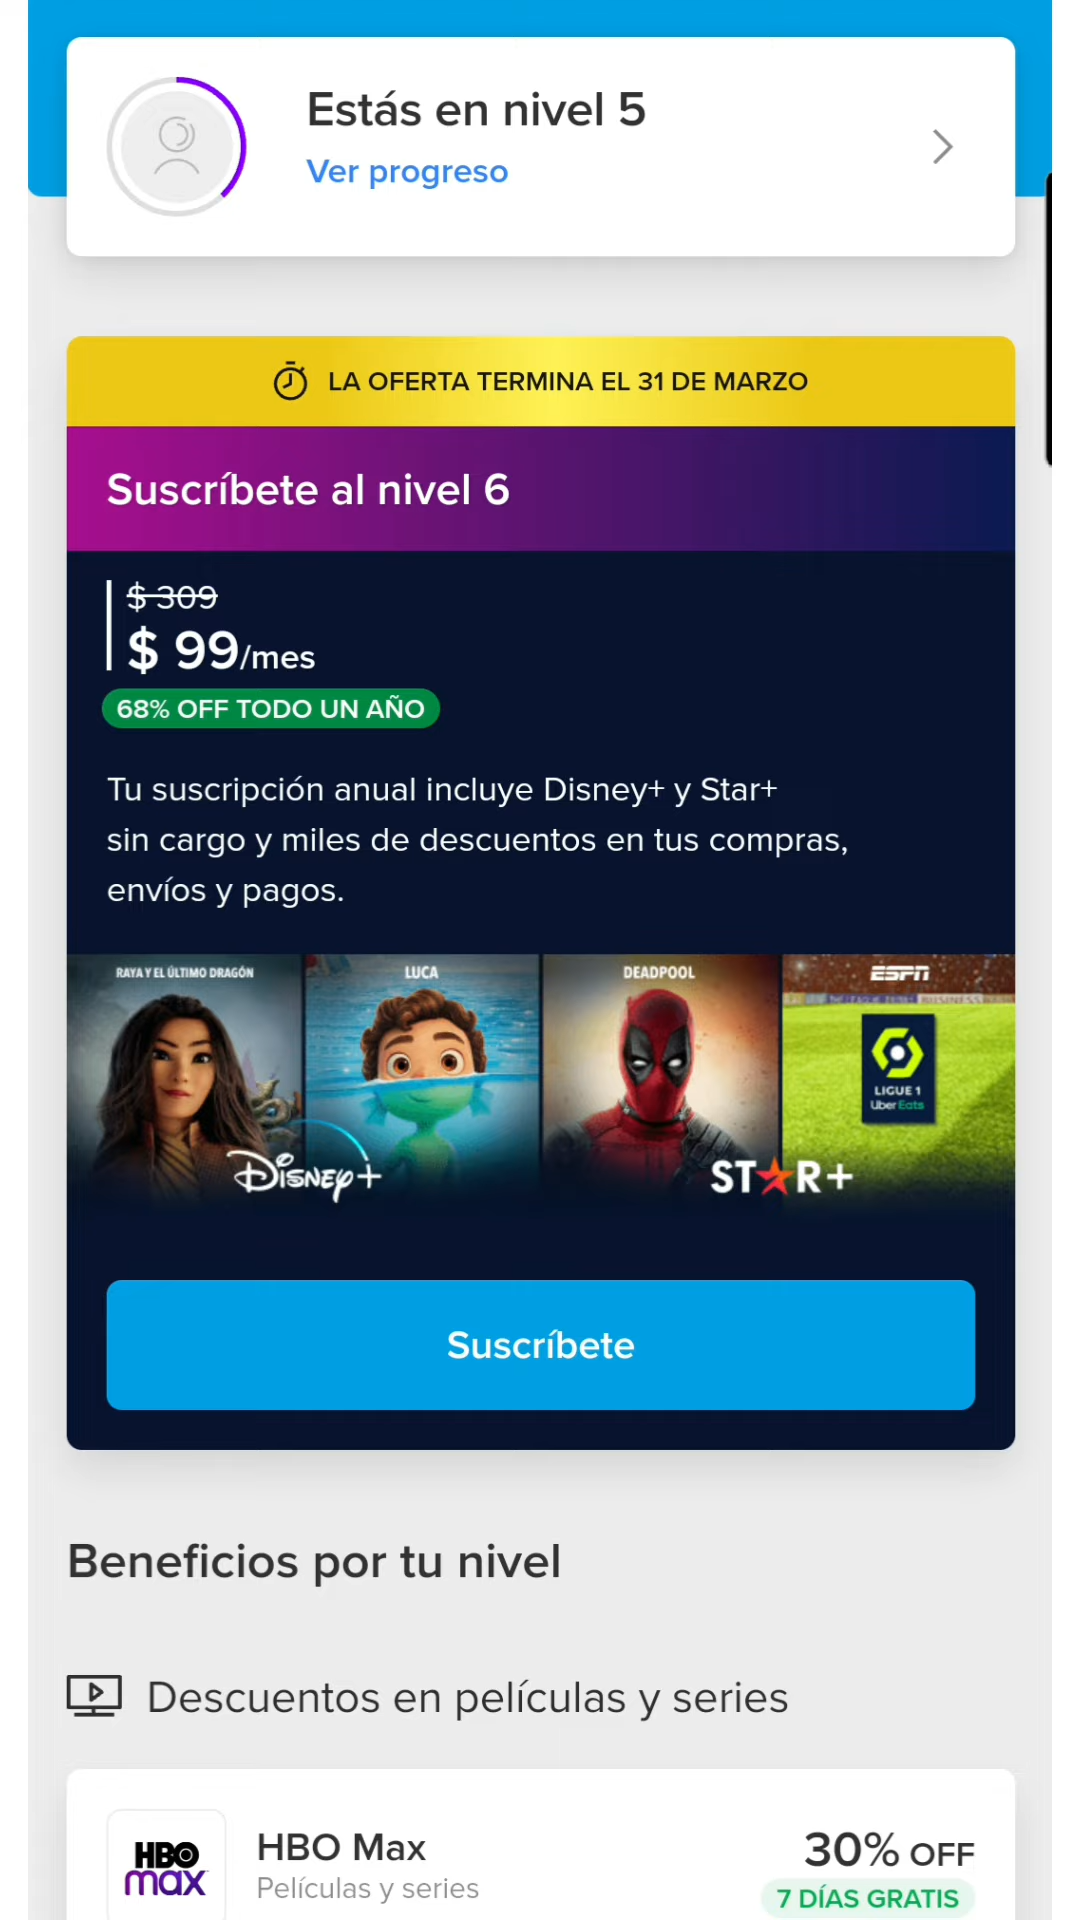 Estás en nivel 5
Ver progreso
LA OFERTA TERMINA EL 31 DE MARZO
Suscríbete al nivel 6
$ 309
$ 99/mes
68% OFF TODO UN AÑO
Tu suscripción anual incluye Disney+ y Star+
sin cargo y miles de descuentos en tus compras,
envíos y pagos.
RAYA Y EL ÚLTIMO DRAGÓN
LUCA
DEADPOOL
ESPN
BUSINESS
LIGUE 1
Uber Eats
Disney+
STAR+
Suscríbete
Beneficios por tu nivel
Descuentos en películas y series
HBO max
HBO Max
Películas y series
30% OFF
7 DÍAS GRATIS